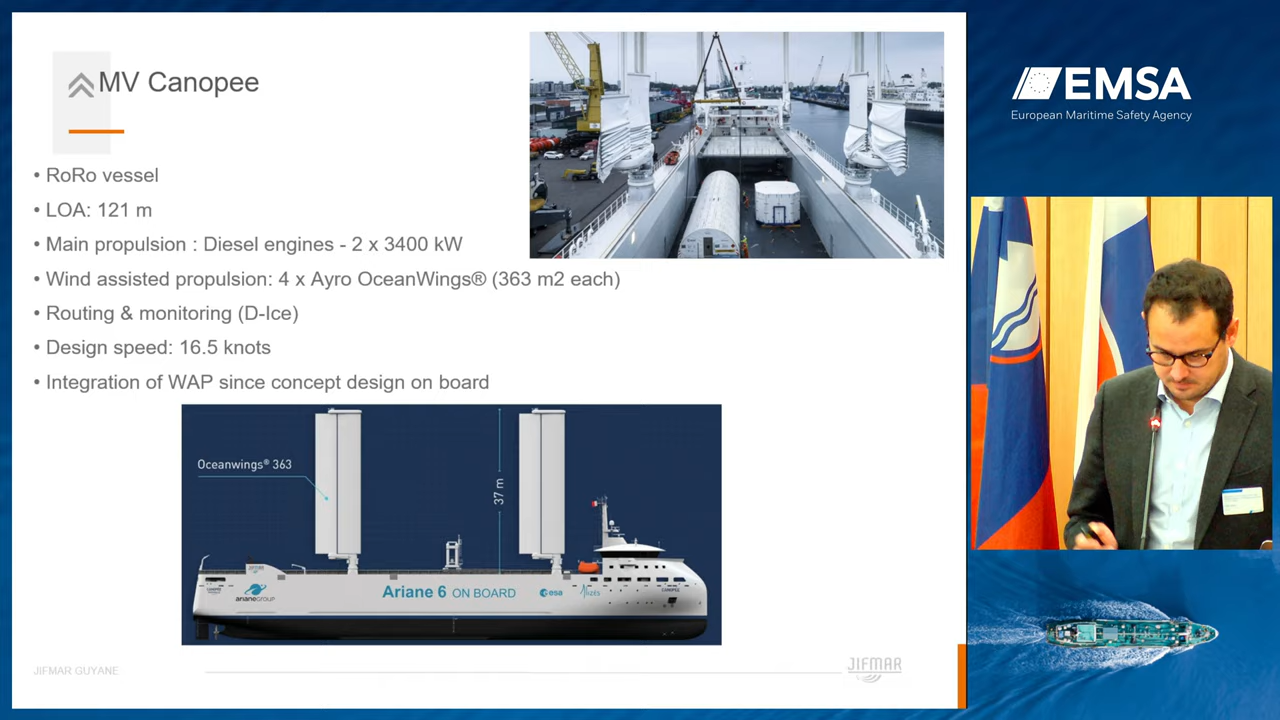 MV Canopee
• RoRo vessel
• LOA: 121 m
• Main propulsion : Diesel engines - 2 x 3400 kW
• Wind assisted propulsion: 4 x Ayro OceanWings® (363 m2 each)
• Routing & monitoring (D-Ice)
• Design speed: 16.5 knots
• Integration of WAP since concept design on board
Oceanwings® 363
37 m
Ariane 6 ON BOARD
arianegroup
esa
Alizés
CANOPEE
JIFMAR GUYANE
JIFMAR
EMSA
European Maritime Safety Agency